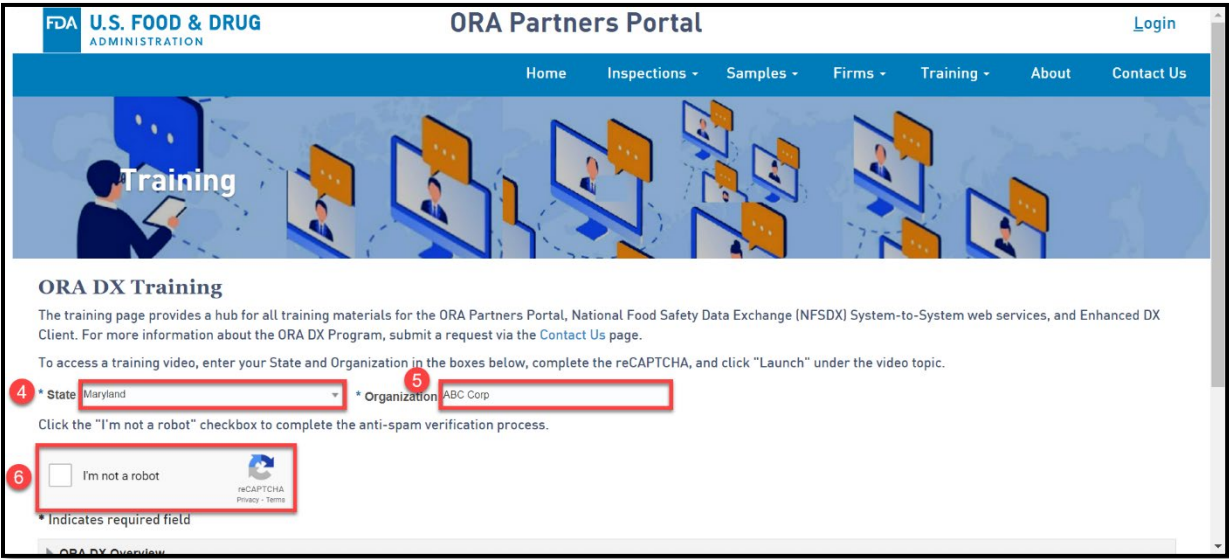 FDA U.S. FOOD & DRUG
ADMINISTRATION
ORA Partners Portal
Login
Home Inspections Samples Firms Training About Contact Us
Training
ORA DX Training
The training page provides a hub for all training materials for the ORA Partners Portal, National Food Safety Data Exchange (NFSDX) System-to-System web services, and Enhanced DX
Client. For more information about the ORA DX Program, submit a request via the Contact Us page.
To access a training video, enter your State and Organization in the boxes below, complete the reCAPTCHA, and click "Launch" under the video topic.
4 * State Maryland 5 * Organization ABC Corp
Click the "I'm not a robot" checkbox to complete the anti-spam verification process.
6 I'm not a robot
reCAPTCHA
Privacy - Terms
* Indicates required field
ORA DX Overview